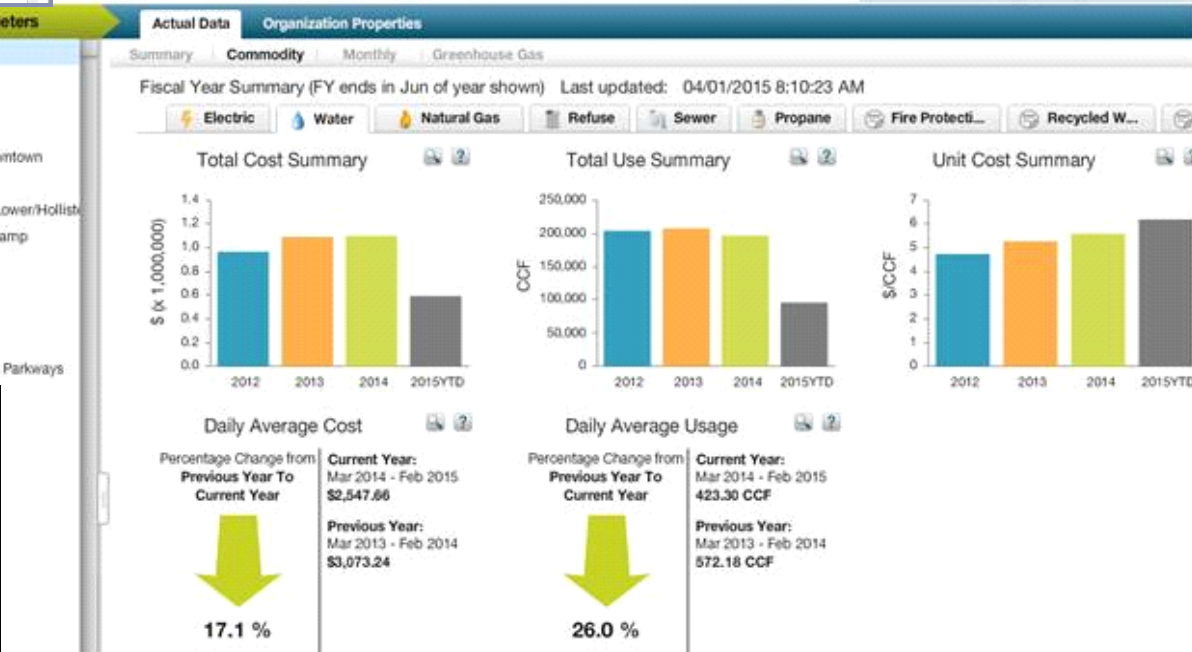 Actual Data Organization Properties
Summary Commodity Monthly Greenhouse Gas
Fiscal Year Summary (FY ends in Jun of year shown) Last updated: 04/01/2015 8:10:23 AM
Electric Water Natural Gas Refuse Sewer Propane Fire Protecti... Recycled W...
Parkways
Total Cost Summary
$ (x 1,000,000)
1.4
1.2
1.0
0.8
0.6
0.4
0.2
0.0
2012 2013 2014 2015YTD
Total Use Summary
CCF
250,000
200,000
150,000
100,000
50,000
0
2012 2013 2014 2015YTD
Unit Cost Summary
$/CCF
7
6
5
4
3
2
1
0
2012 2013 2014 2015YTD
Daily Average Cost
Percentage Change from
Previous Year To
Current Year
17.1 %
Current Year:
Mar 2014 - Feb 2015
$2,547.66
Previous Year:
Mar 2013 - Feb 2014
$3,073.24
Daily Average Usage
Percentage Change from
Previous Year To
Current Year
26.0 %
Current Year:
Mar 2014 - Feb 2015
423.30 CCF
Previous Year:
Mar 2013 - Feb 2014
572.18 CCF